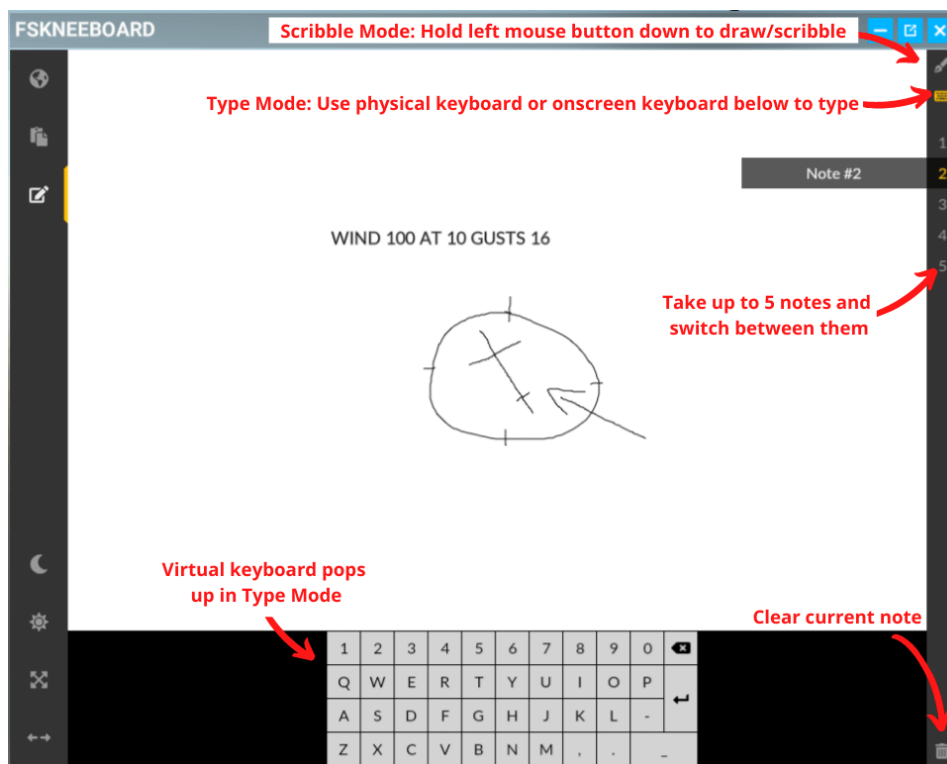 FSKNEEBOARD
Scribble Mode: Hold left mouse button down to draw/scribble
Type Mode: Use physical keyboard or onscreen keyboard below to type
1
Note #2
2
3
4
5
WIND 100 AT 10 GUSTS 16
Take up to 5 notes and
switch between them
Virtual keyboard pops
up in Type Mode
Clear current note
1 2 3 4 5 6 7 8 9 0
Q W E R T Y U I O P
A S D F G H J K L -
Z X C V B N M , . _